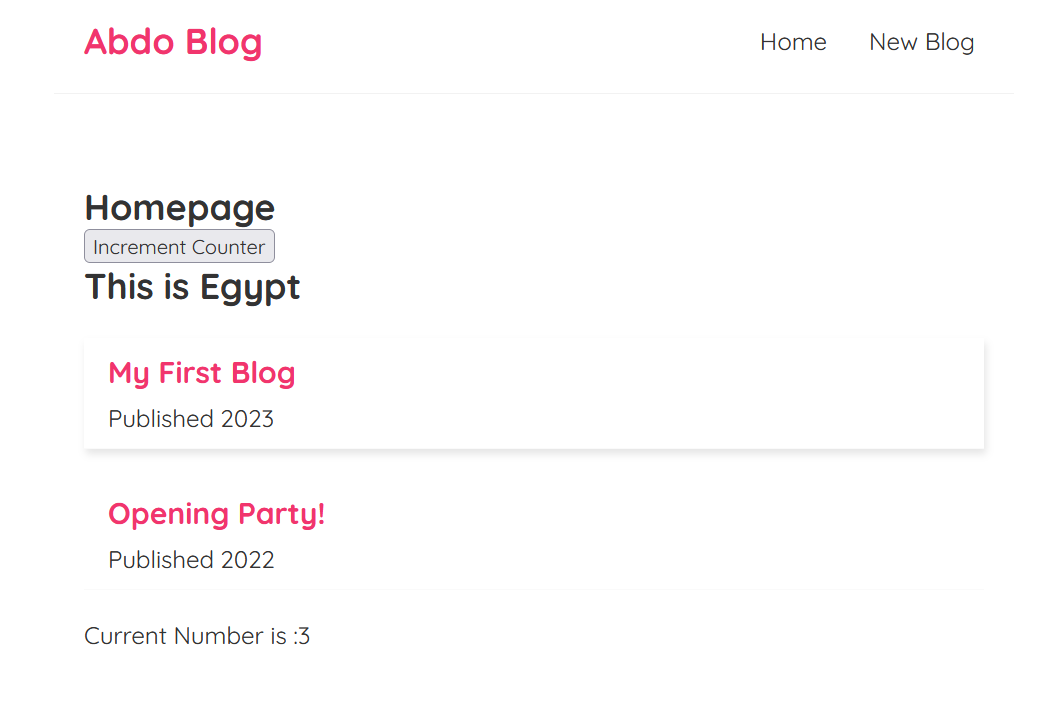 Abdo Blog
Home New Blog
Homepage
Increment Counter
This is Egypt
My First Blog
Published 2023
Opening Party!
Published 2022
Current Number is :3